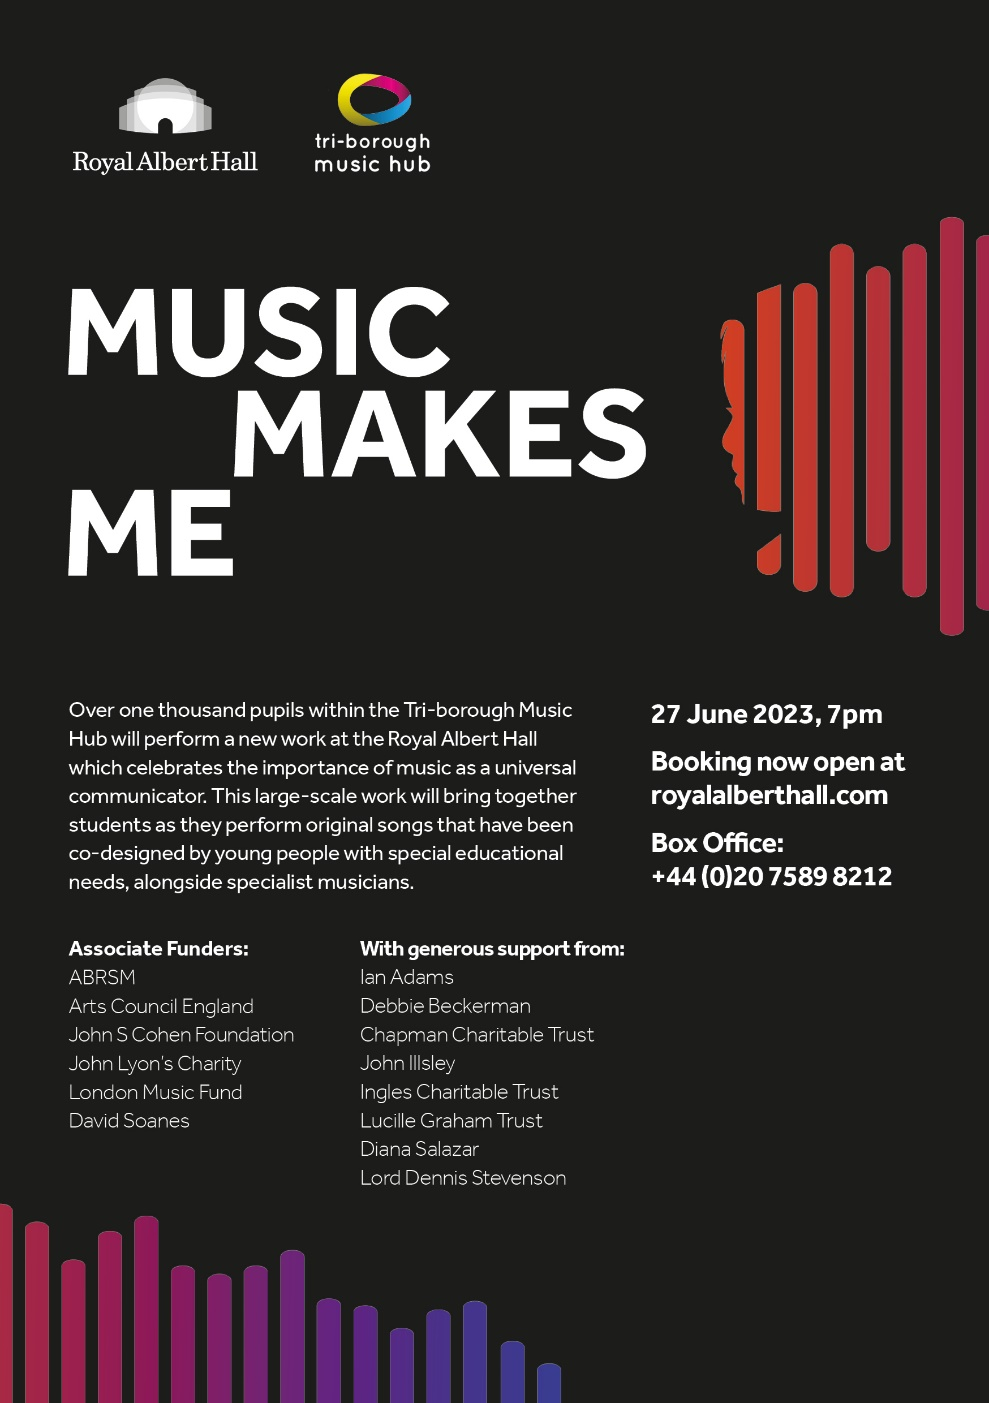 Royal Albert Hall
tri-borough
music hub
MUSIC
MAKES
ME
Over one thousand pupils within the Tri-borough Music
Hub will perform a new work at the Royal Albert Hall
which celebrates the importance of music as a universal
communicator. This large-scale work will bring together
students as they perform original songs that have been
co-designed by young people with special educational
needs, alongside specialist musicians.
27 June 2023, 7pm
Booking now open at
royalalberthall.com
Box Office:
+44 (0)20 7589 8212
Associate Funders:
ABRSM
Arts Council England
John S Cohen Foundation
John Lyon's Charity
London Music Fund
David Soanes
With generous support from:
Ian Adams
Debbie Beckerman
Chapman Charitable Trust
John Illsley
Ingles Charitable Trust
Lucille Graham Trust
Diana Salazar
Lord Dennis Stevenson